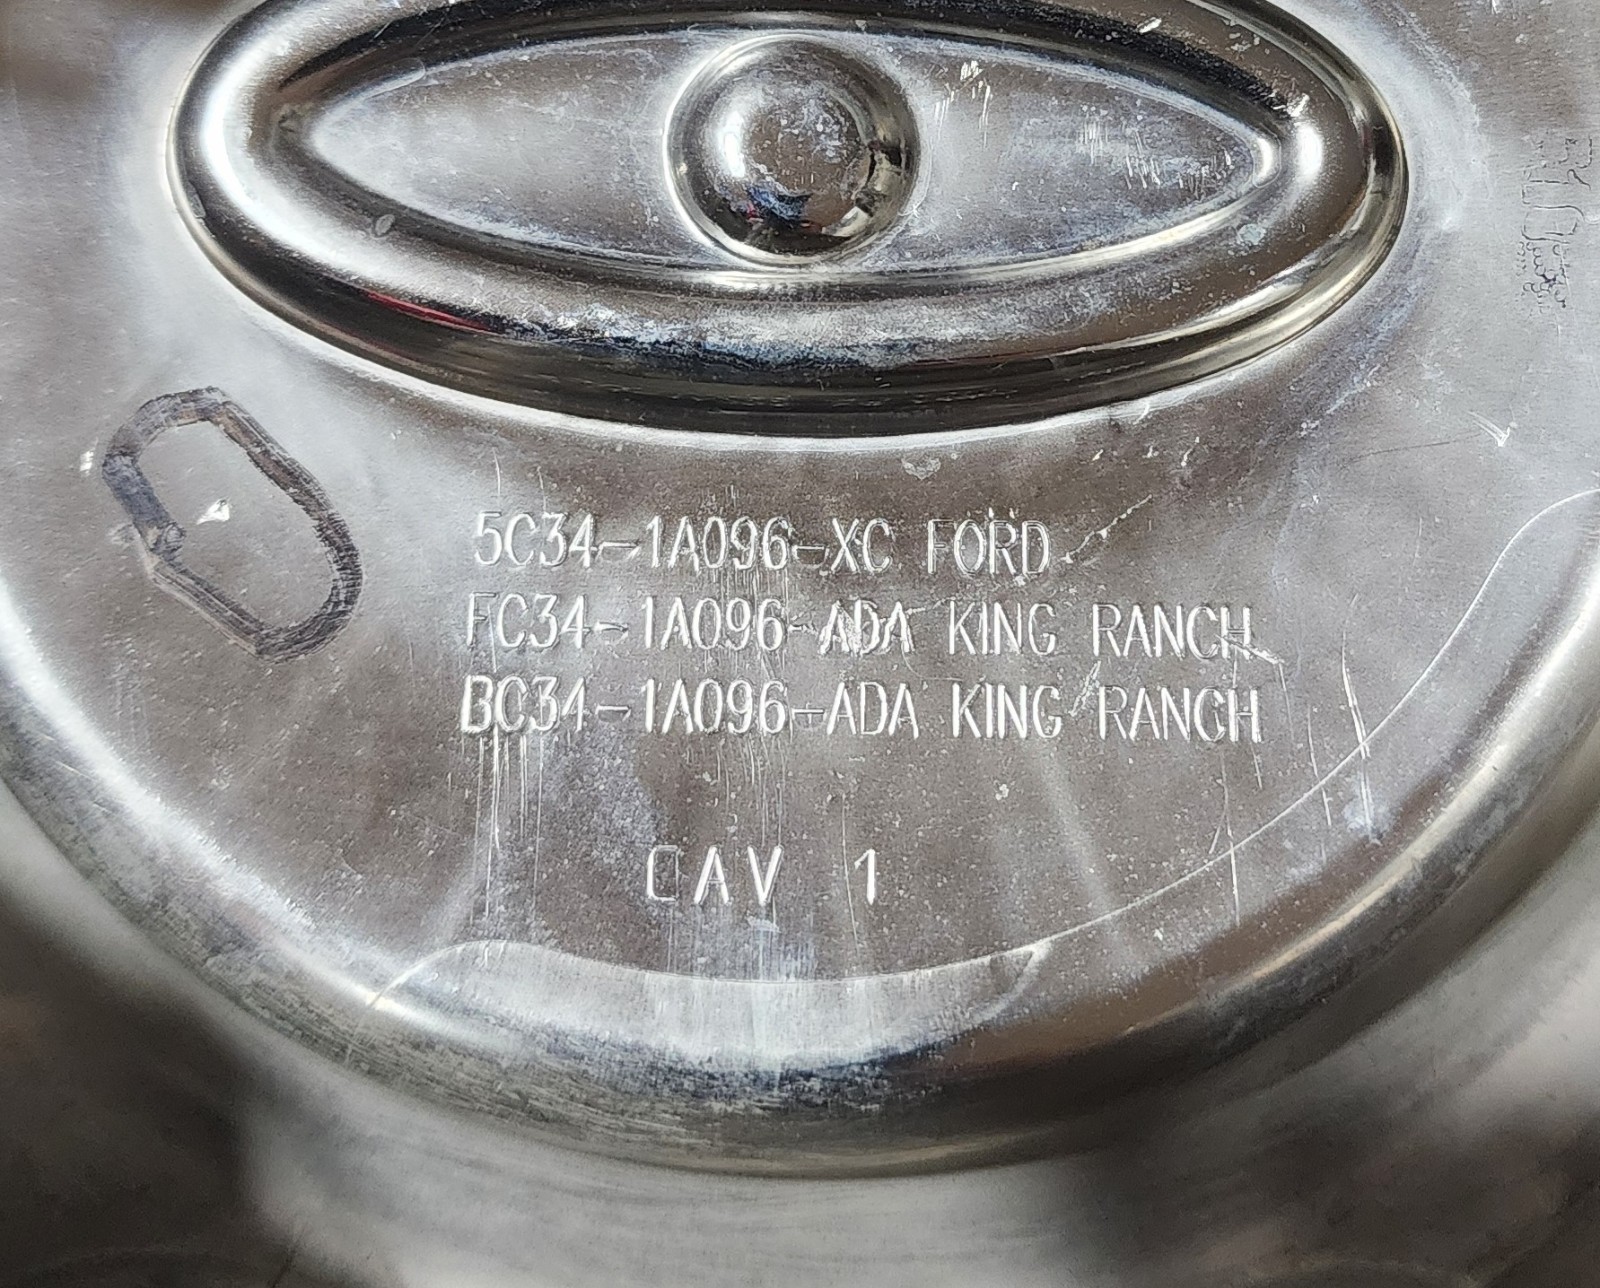 5C34-1A096-XC FORD
FC34-1A096-ADA KING RANCH
BC34-1A096-ADA KING RANCH
CAV 1